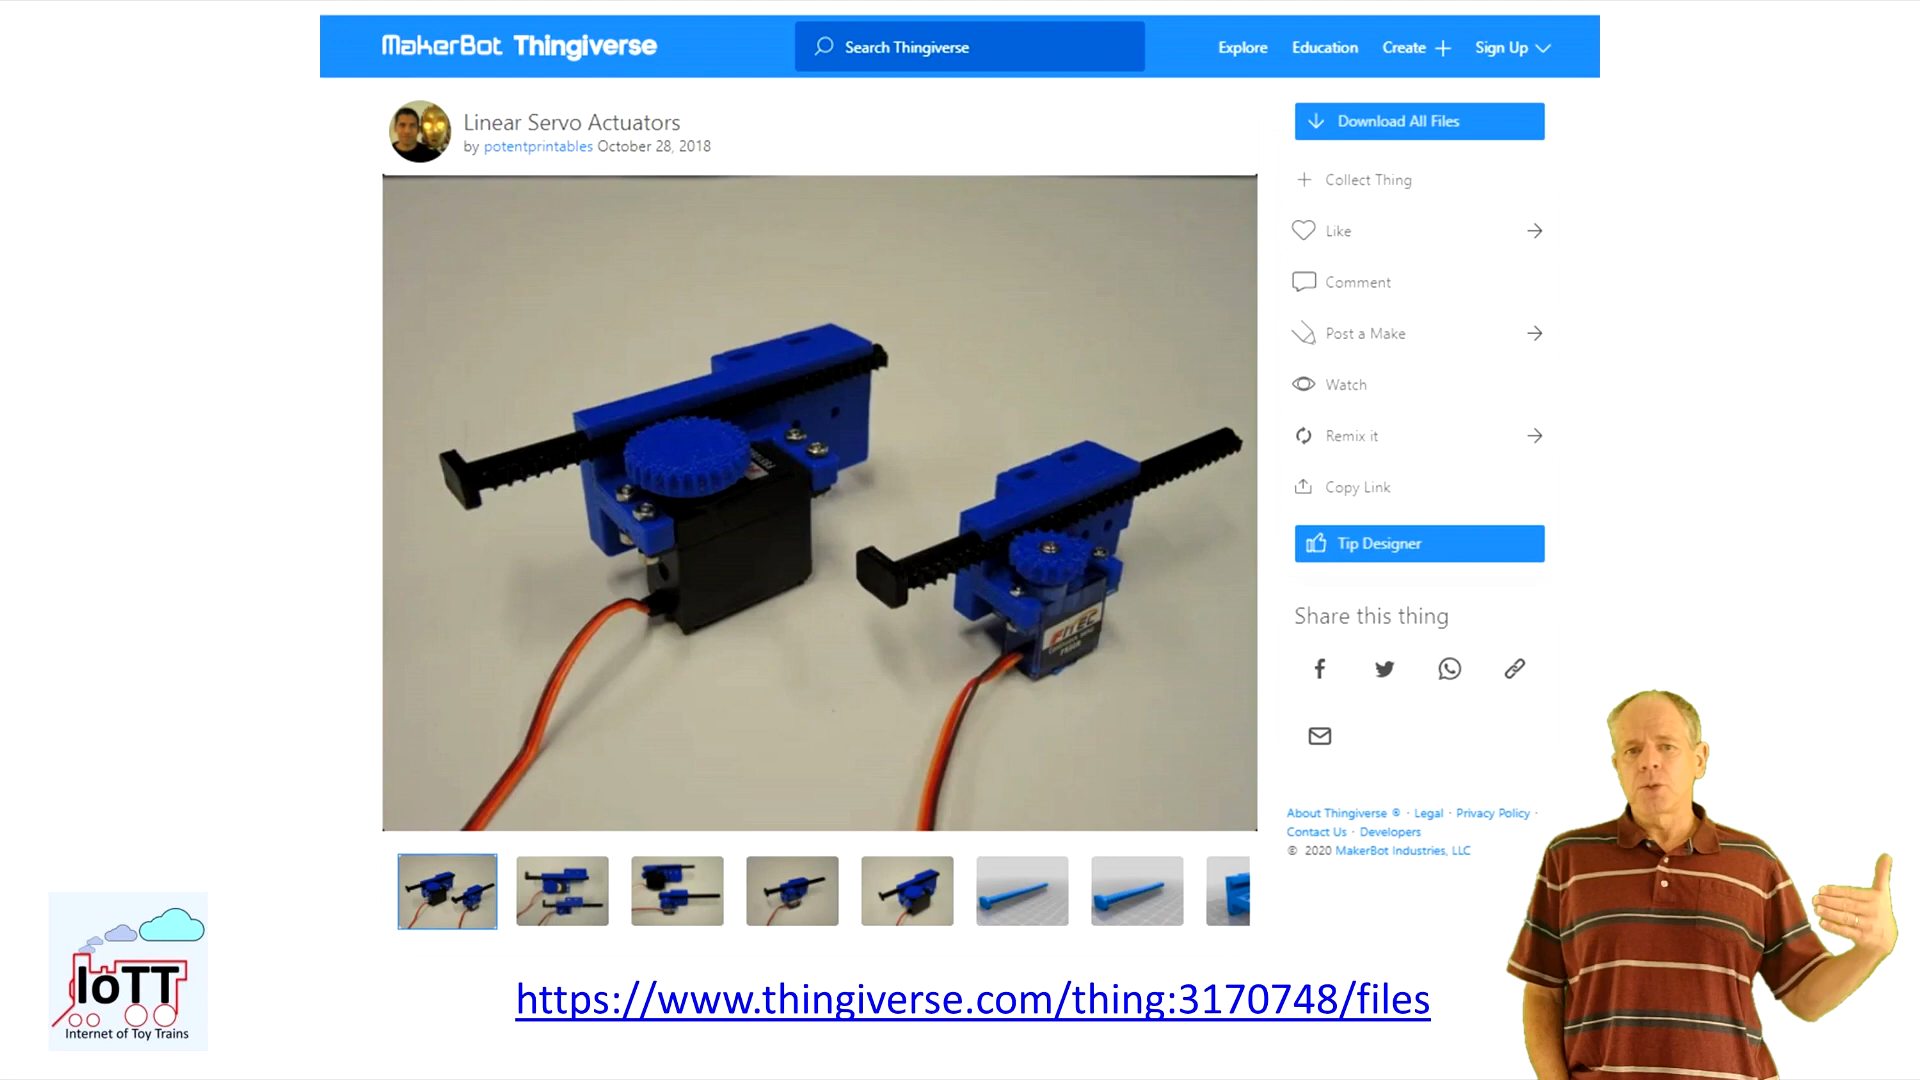 MakerBot Thingiverse
Search Thingiverse
Explore
Education
Create
Sign Up
Linear Servo Actuators
by potentprintables October 28, 2018
Download All Files
Collect Thing
Like
Comment
Post a Make
Watch
Remix it
Copy Link
Tip Designer
Share this thing
FITEC
About Thingiverse ® · Legal · Privacy Policy ·
Contact Us · Developers
© 2020 MakerBot Industries, LLC
IoTT
Internet of Toy Trains
https://www.thingiverse.com/thing:3170748/files